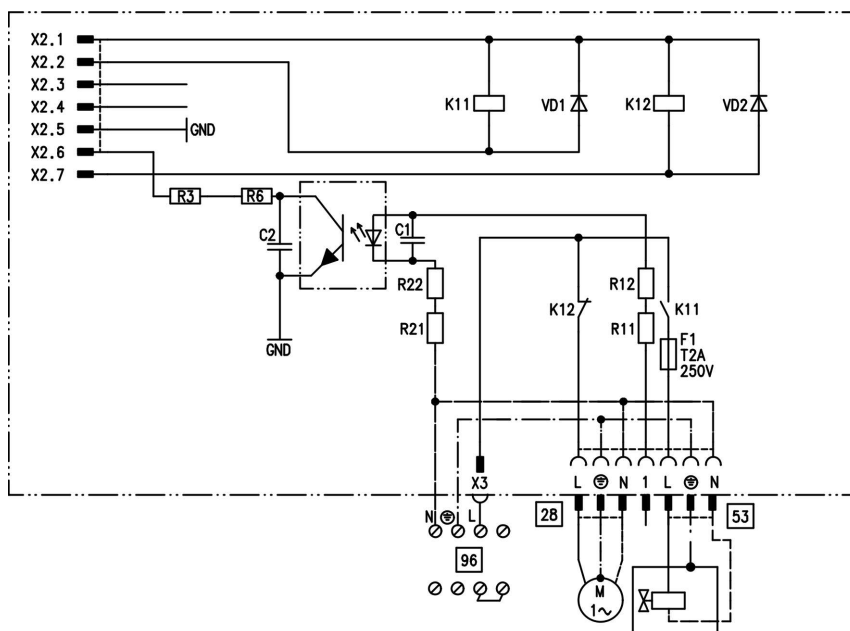 X2.1
X2.2
X2.3
X2.4
X2.5
X2.6
X2.7
GND
K11
VD1
K12
VD2
R3
R6
C2
C1
GND
R22
R21
K12
R12
R11
K11
F1
T2A
250V
X3
L
N
1
L
N
N
L
28
53
96
M
1~